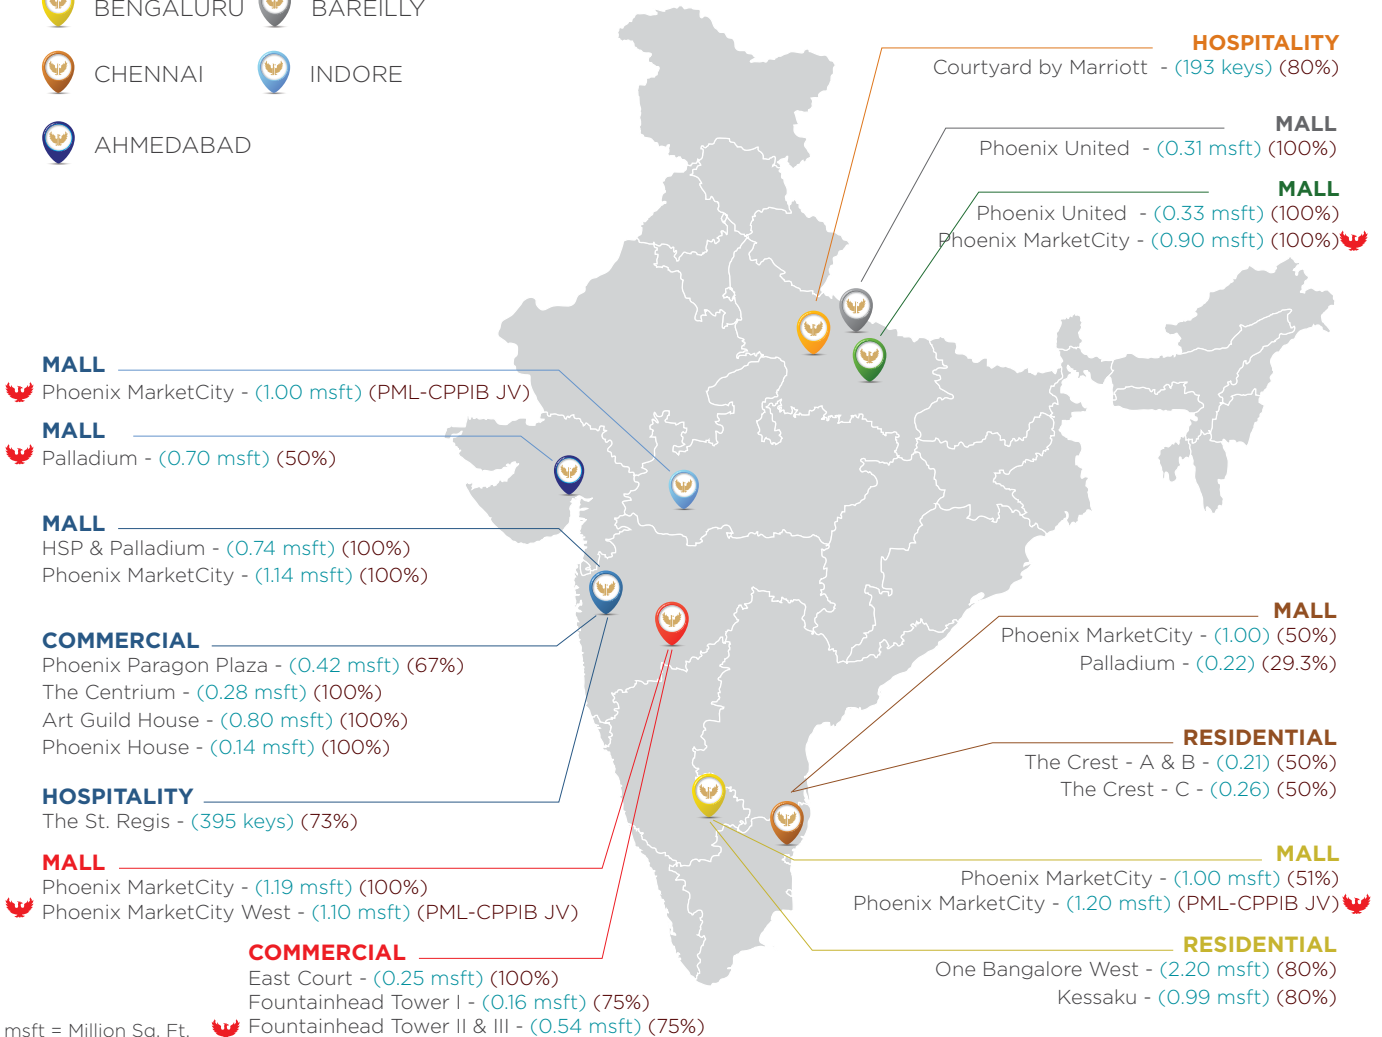 BENGALURU BAREILLY
CHENNAI INDORE
AHMEDABAD
HOSPITALITY
Courtyard by Marriott - (193 keys) (80%)
MALL
Phoenix United - (0.31 msft) (100%)
MALL
Phoenix United - (0.33 msft) (100%)
Phoenix MarketCity - (0.90 msft) (100%)
MALL
Phoenix MarketCity - (1.00 msft) (PML-CPPIB JV)
MALL
Palladium - (0.70 msft) (50%)
MALL
HSP & Palladium - (0.74 msft) (100%)
Phoenix MarketCity - (1.14 msft) (100%)
COMMERCIAL
Phoenix Paragon Plaza - (0.42 msft) (67%)
The Centrium - (0.28 msft) (100%)
Art Guild House - (0.80 msft) (100%)
Phoenix House - (0.14 msft) (100%)
HOSPITALITY
The St. Regis - (395 keys) (73%)
MALL
Phoenix MarketCity - (1.19 msft) (100%)
Phoenix MarketCity West - (1.10 msft) (PML-CPPIB JV)
COMMERCIAL
East Court - (0.25 msft) (100%)
Fountainhead Tower I - (0.16 msft) (75%)
Fountainhead Tower II & III - (0.54 msft) (75%)
MALL
Phoenix MarketCity - (1.00) (50%)
Palladium - (0.22) (29.3%)
RESIDENTIAL
The Crest - A & B - (0.21) (50%)
The Crest - C - (0.26) (50%)
MALL
Phoenix MarketCity - (1.00 msft) (51%)
Phoenix MarketCity - (1.20 msft) (PML-CPPIB JV)
RESIDENTIAL
One Bangalore West - (2.20 msft) (80%)
Kessaku - (0.99 msft) (80%)
msft = Million Sq. Ft.